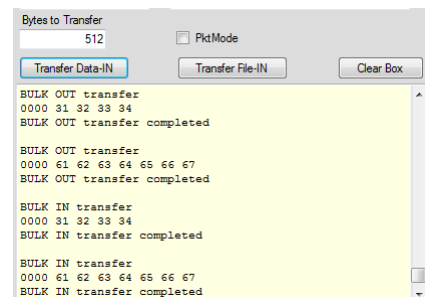 Bytes to Transfer
512
PktMode
Transfer Data-IN
Transfer File-IN
Clear Box
BULK OUT transfer
0000 31 32 33 34
BULK OUT transfer completed
BULK OUT transfer
0000 61 62 63 64 65 66 67
BULK OUT transfer completed
BULK IN transfer
0000 31 32 33 34
BULK IN transfer completed
BULK IN transfer
0000 61 62 63 64 65 66 67
BULK IN transfer completed